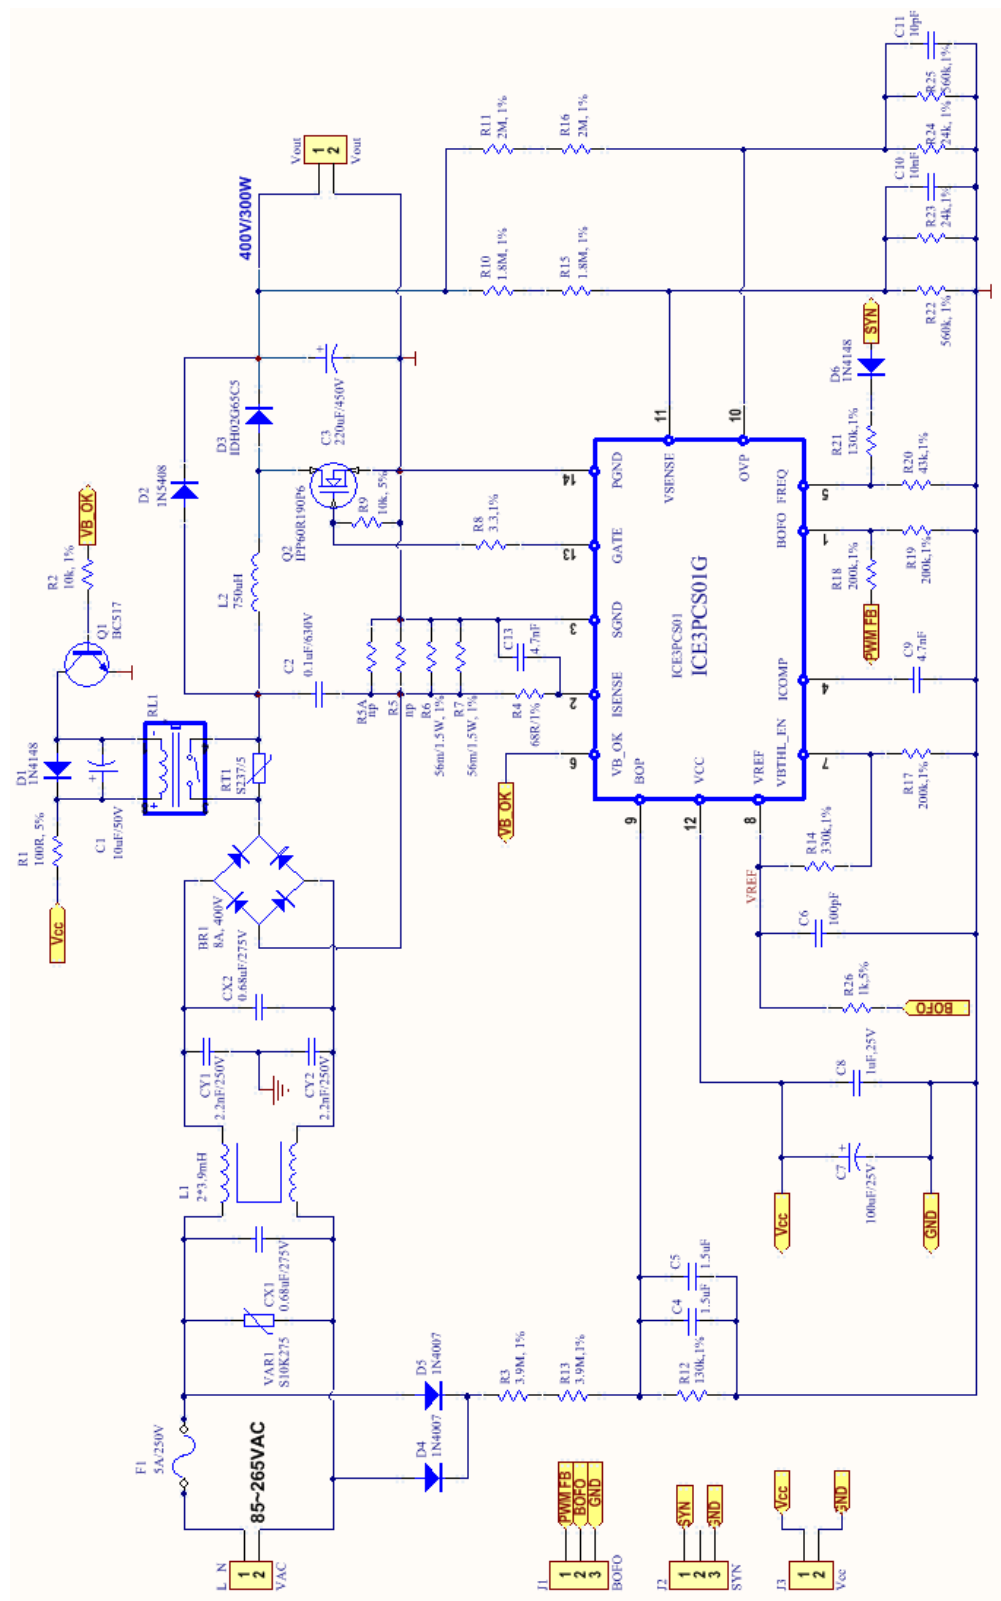 C11
10pF
R25
560k,1%
R24
24k, 1%
C10
10nF
R23
24k,1%
R22
560k, 1%
R11
2M, 1%
R16
2M, 1%
R10
1.8M, 1%
R15
1.8M, 1%
Vout
1
2
Vout
400V/300W
D3
IDH02G65C5
C3
220uF/450V
D2
1N5408
VB_OK
R2
10k, 1%
Q1
BC517
Q2
IPP60R190P6
R9
10k, 5%
R8
3.3,1%
L2
750uH
C2
0.1uF/630V
D1
1N4148
RL1
R1
100R, 5%
C1
10uF/50V
Vcc
RT1
S237/5
R5A
np
R5
np
R6
56m/1.5W, 1%
R7
56m/1.5W, 1%
R4
68R/1%
C13
4.7nF
VB_OK
ICE3PCS01
ICE3PCS01G
14
PGND
13
GATE
3
SGND
2
ISENSE
6
VB_OK
11
VSENSE
10
OVP
5
FREQ
1
BOFO
4
ICOMP
7
VBTHL_EN
9
BOP
12
VCC
8
VREF
SYN
D6
1N4148
R21
130k,1%
R20
43k,1%
R18
200k,1%
R19
200k,1%
PWM FB
C9
4.7nF
R17
200k,1%
R14
330k,1%
VREF
C6
100pF
R26
1k,5%
BOFO
C8
1uF,25V
C7
100uF/25V
Vcc
GND
BR1
8A, 400V
CX2
0.68uF/275V
CY1
2.2nF/250V
CY2
2.2nF/250V
L1
2*3.9mH
CX1
0.68uF/275V
VAR1
S10K275
F1
5A/250V
85~265VAC
L N
1
2
VAC
D5
1N4007
D4
1N4007
R3
3.9M, 1%
R13
3.9M,1%
C5
1.5uF
C4
1.5uF
R12
130k,1%
PWM FB
BOFO
GND
J1
1
2
3
BOFO
SYN
GND
J2
1
2
3
SYN
Vcc
GND
J3
1
2
Vcc